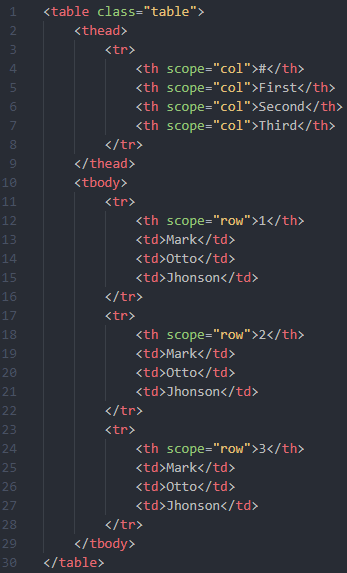 1 <table class="table">
2 <thead>
3 <tr>
4 <th scope="col">#</th>
5 <th scope="col">First</th>
6 <th scope="col">Second</th>
7 <th scope="col">Third</th>
8 </tr>
9 </thead>
10 <tbody>
11 <tr>
12 <th scope="row">1</th>
13 <td>Mark</td>
14 <td>Otto</td>
15 <td>Jhonson</td>
16 </tr>
17 <tr>
18 <th scope="row">2</th>
19 <td>Mark</td>
20 <td>Otto</td>
21 <td>Jhonson</td>
22 </tr>
23 <tr>
24 <th scope="row">3</th>
25 <td>Mark</td>
26 <td>Otto</td>
27 <td>Jhonson</td>
28 </tr>
29 </tbody>
30 </table>